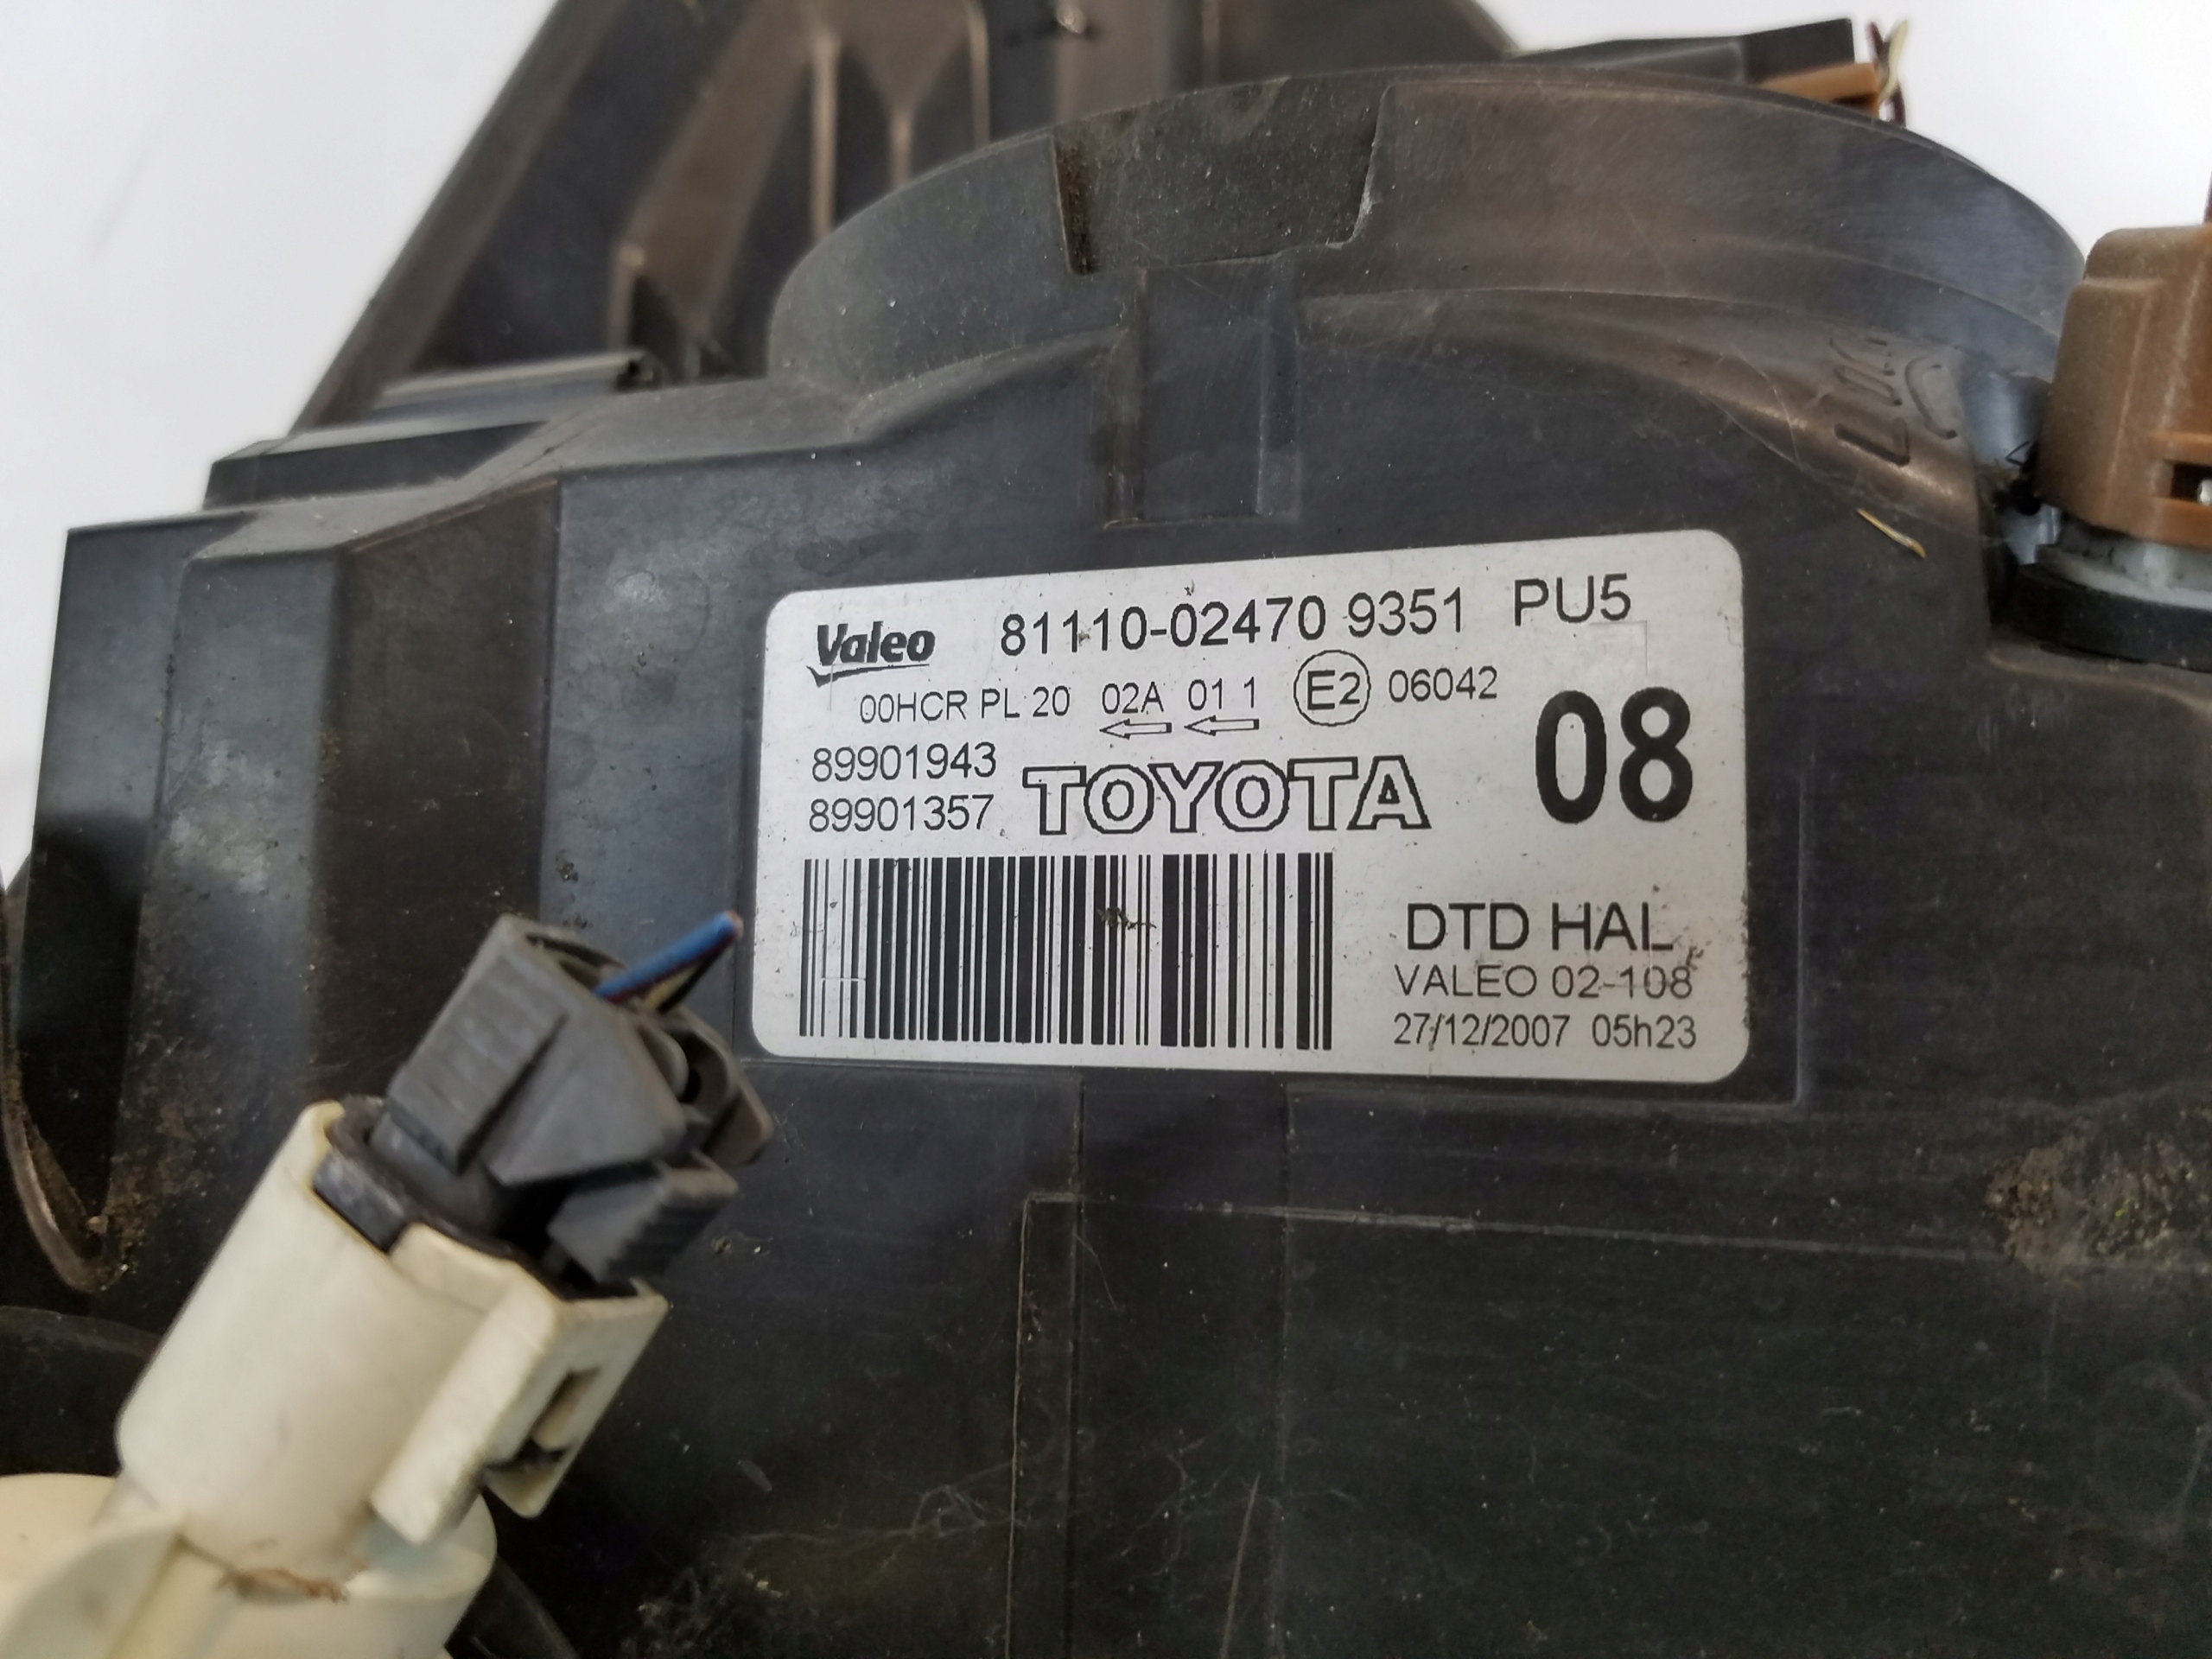 Valeo 81110-02470 9351 PU5
00HCR PL 20 02A 01 1 E2 06042
89901943
89901357 TOYOTA 08
DTD HAL
VALEO 02-108
27/12/2007 05h23